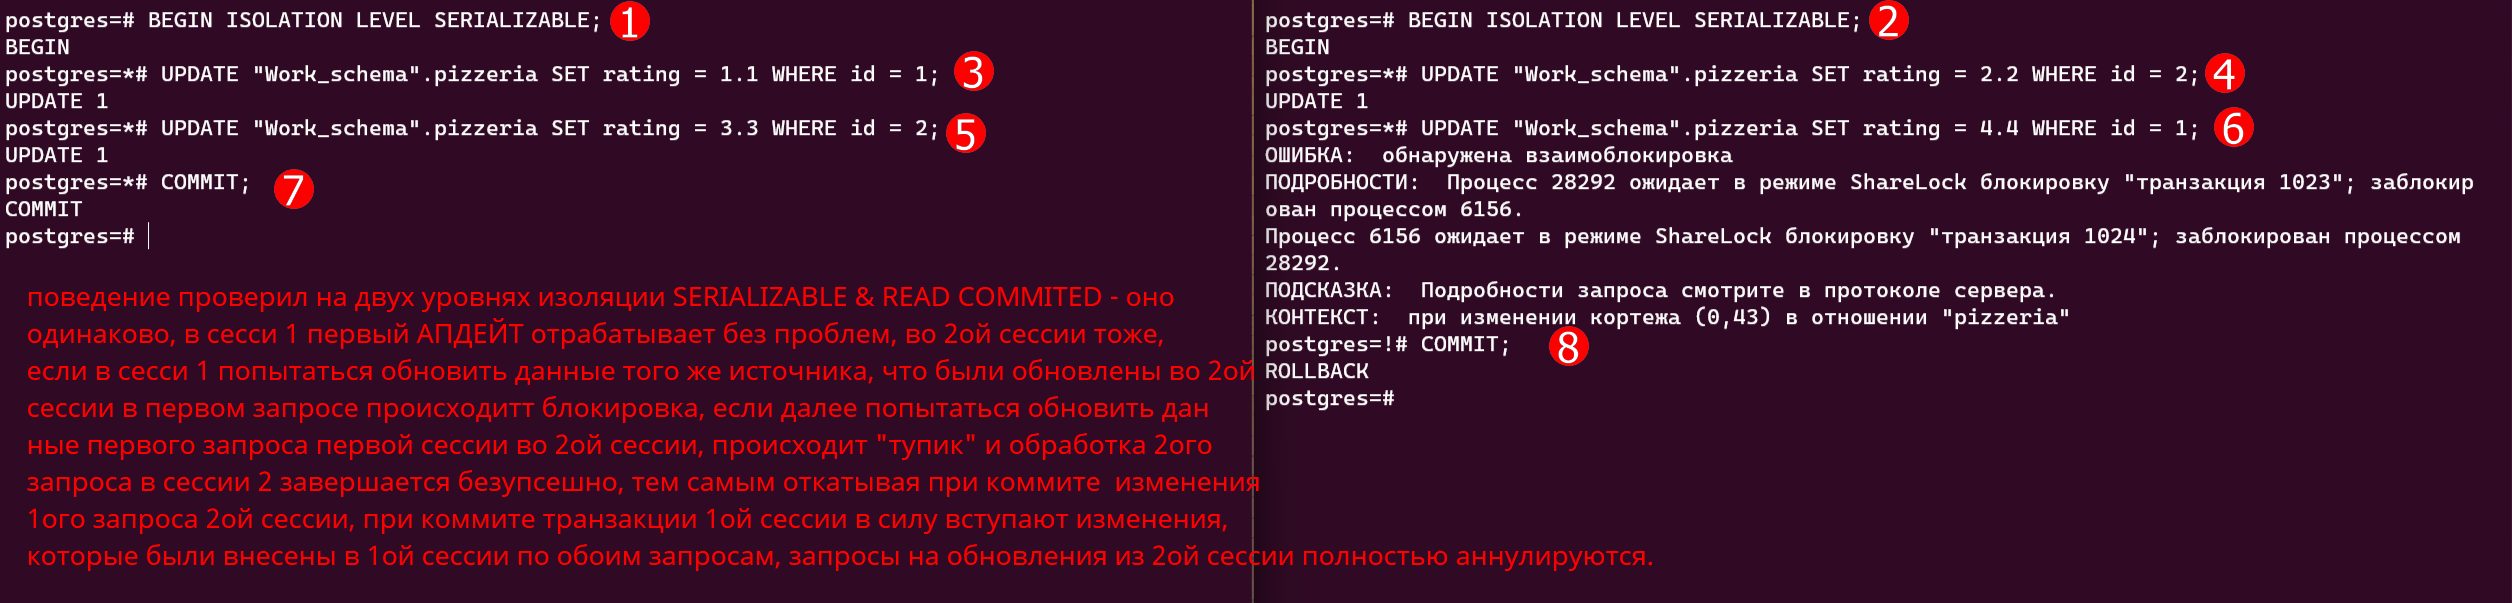 postgres=# BEGIN ISOLATION LEVEL SERIALIZABLE; 1
BEGIN
postgres=*# UPDATE "Work_schema".pizzeria SET rating = 1.1 WHERE id = 1; 3
UPDATE 1
postgres=*# UPDATE "Work_schema".pizzeria SET rating = 3.3 WHERE id = 2; 5
UPDATE 1
postgres=*# COMMIT; 7
COMMIT
postgres=#
postgres=# BEGIN ISOLATION LEVEL SERIALIZABLE; 2
BEGIN
postgres=*# UPDATE "Work_schema".pizzeria SET rating = 2.2 WHERE id = 2; 4
UPDATE 1
postgres=*# UPDATE "Work_schema".pizzeria SET rating = 4.4 WHERE id = 1; 6
ОШИБКА:  обнаружена взаимоблокировка
ПОДРОБНОСТИ:  Процесс 28292 ожидает в режиме ShareLock блокировку "транзакция 1023"; заблокир
ован процессом 6156.
Процесс 6156 ожидает в режиме ShareLock блокировку "транзакция 1024"; заблокирован процессом
28292.
ПОДСКАЗКА:  Подробности запроса смотрите в протоколе сервера.
КОНТЕКСТ:  при изменении кортежа (0,43) в отношении "pizzeria"
postgres=!# COMMIT; 8
ROLLBACK
postgres=#
поведение проверил на двух уровнях изоляции SERIALIZABLE & READ COMMITED - оно
одинаково, в сесси 1 первый АПДЕЙТ отрабатывает без проблем, во 2ой сессии тоже,
если в сесси 1 попытаться обновить данные того же источника, что были обновлены во 2ой
сессии в первом запросе происходитт блокировка, если далее попытаться обновить дан
ные первого запроса первой сессии во 2ой сессии, происходит "тупик" и обработка 2ого
запроса в сессии 2 завершается безупсешно, тем самым откатывая при коммите  изменения
1ого запроса 2ой сессии, при коммите транзакции 1ой сессии в силу вступают изменения,
которые были внесены в 1ой сессии по обоим запросам, запросы на обновления из 2ой сессии полностью аннулируются.